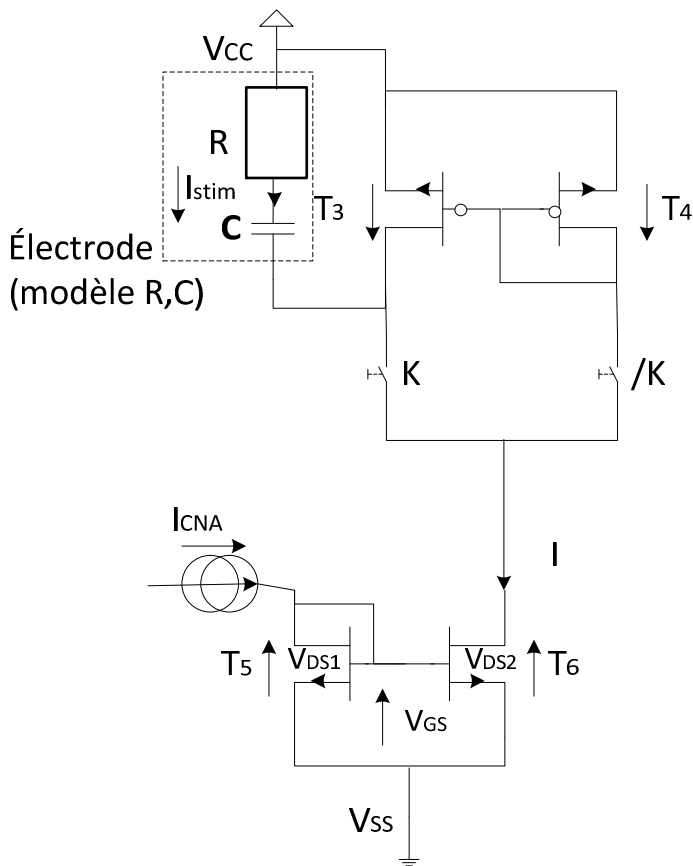 VCC
R
Istim
C
T3
T4
Électrode
(modèle R,C)
K
/K
ICNA
I
T5
VDS1
VDS2
T6
VGS
VSS